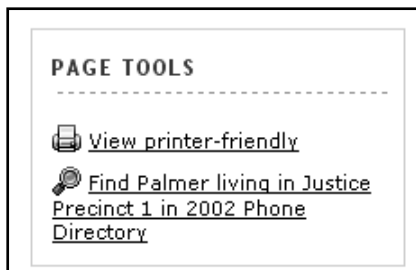 PAGE TOOLS
View printer-friendly
Find Palmer living in Justice
Precinct 1 in 2002 Phone
Directory